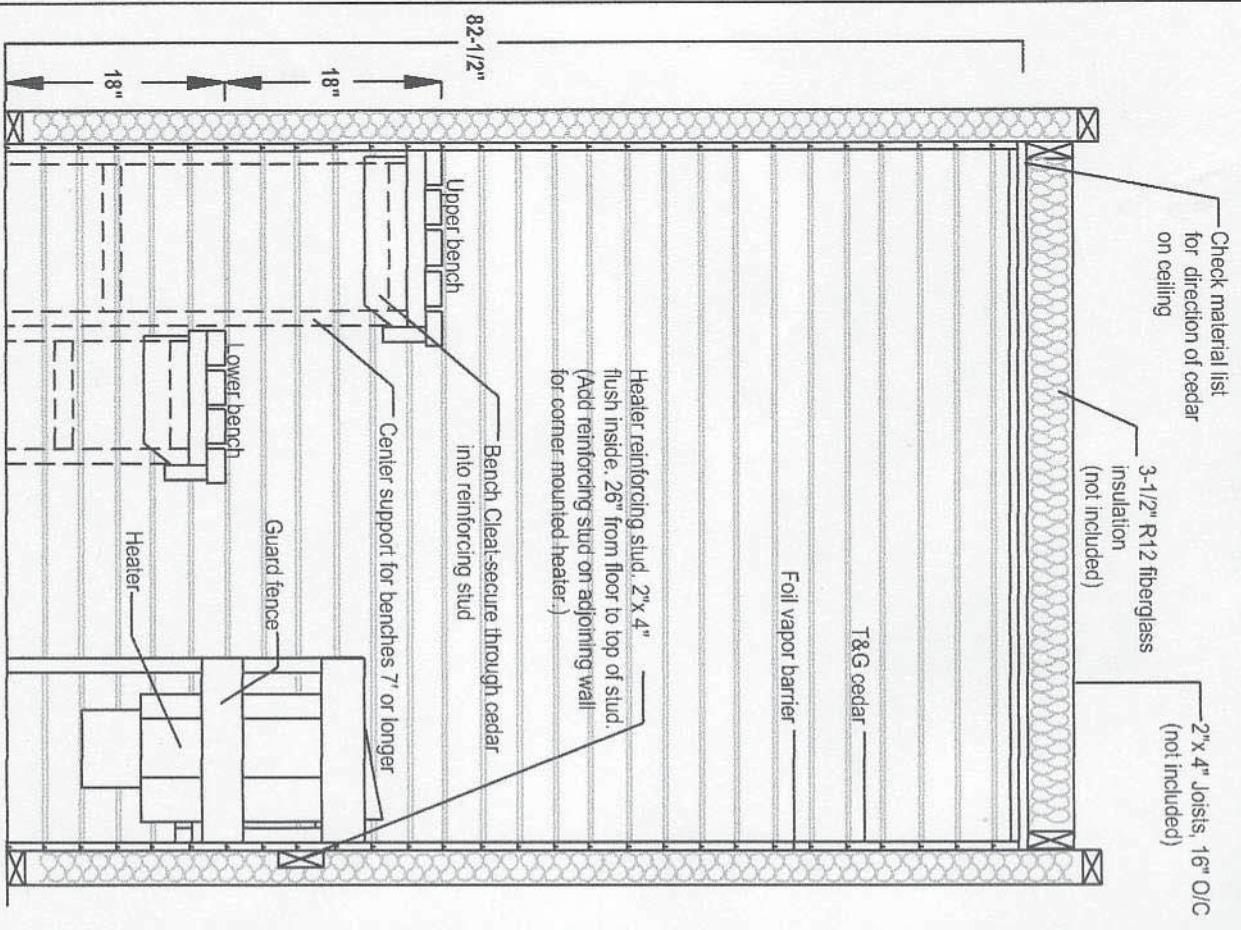 Check material list
for direction of cedar
on ceiling
3-1/2" R12 fiberglass
insulation
(not included)
2"x 4" Joists, 16" O/C
(not included)
82-1/2"
18"
18"
T&G cedar
Foil vapor barrier
Heater reinforcing stud. 2"x 4"
flush inside. 26" from floor to top of stud.
(Add reinforcing stud on adjoining wall
for corner mounted heater.)
Upper bench
Bench Cleat-secure through cedar
into reinforcing stud
Center support for benches 7' or longer
Lower bench
Guard fence
Heater